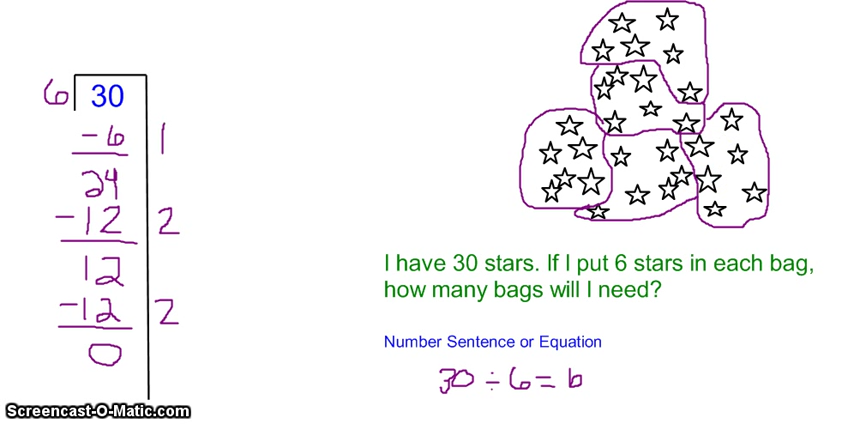 6 30
-6 1
24
-12 2
12
-12 2
0
I have 30 stars. If I put 6 stars in each bag,
how many bags will I need?
Number Sentence or Equation
30 ÷ 6 = b
Screencast-O-Matic.com